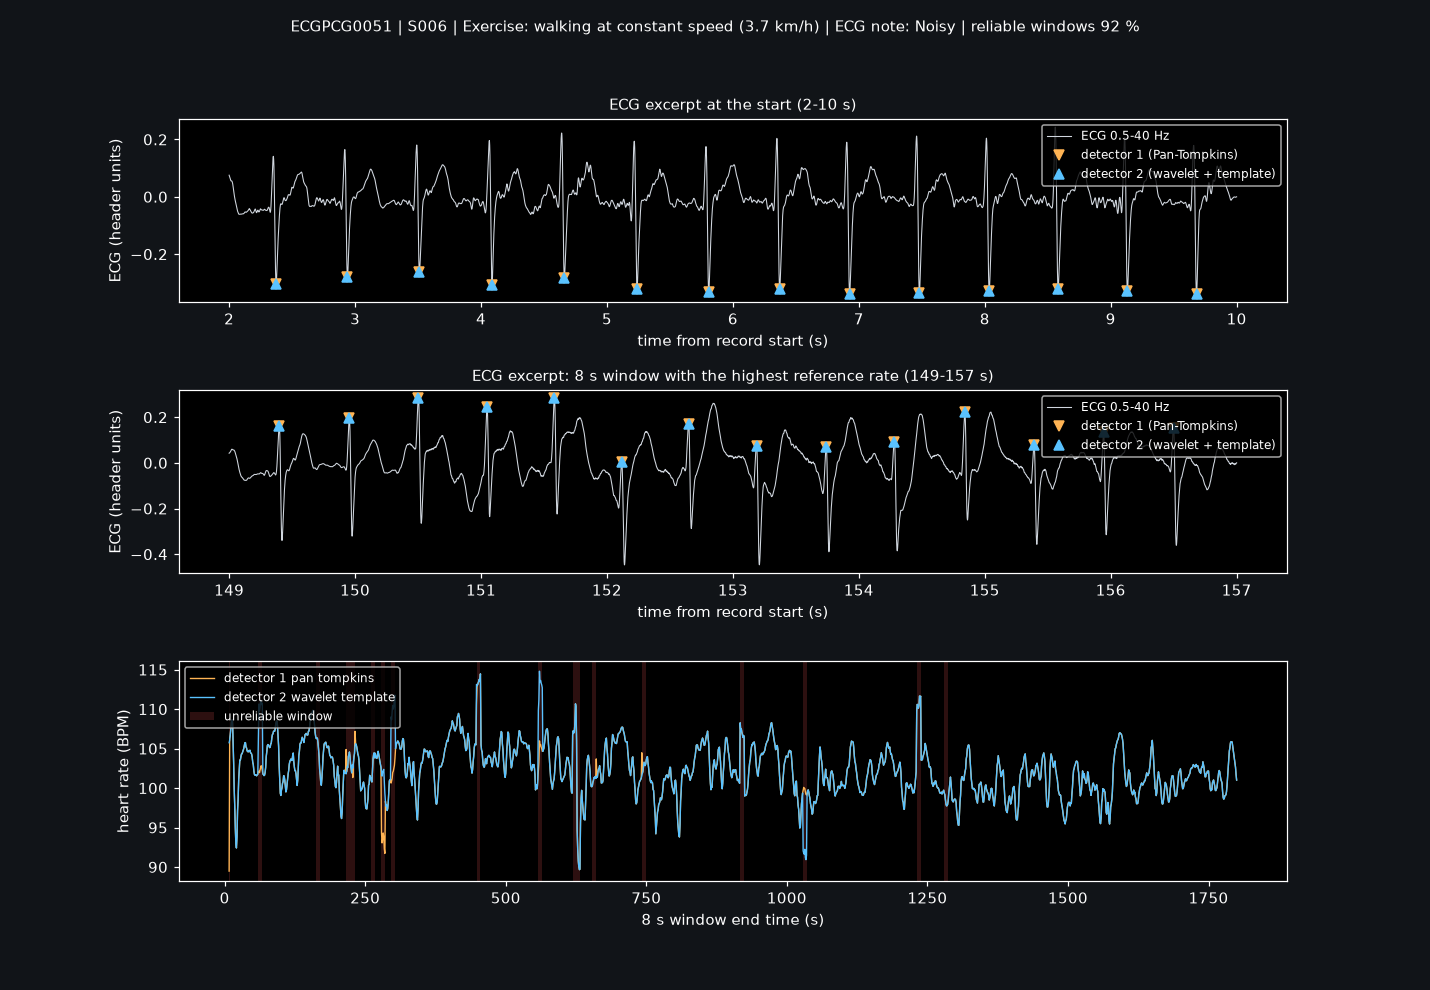 ECGPCG0051 | S006 | Exercise: walking at constant speed (3.7 km/h) | ECG note: Noisy | reliable windows 92 %
ECG excerpt at the start (2-10 s)
ECG (header units)
0.2
0.0
−0.2
ECG 0.5-40 Hz
detector 1 (Pan-Tompkins)
detector 2 (wavelet + template)
2 3 4 5 6 7 8 9 10
time from record start (s)
ECG excerpt: 8 s window with the highest reference rate (149-157 s)
ECG (header units)
0.2
0.0
−0.2
−0.4
ECG 0.5-40 Hz
detector 1 (Pan-Tompkins)
detector 2 (wavelet + template)
149 150 151 152 153 154 155 156 157
time from record start (s)
heart rate (BPM)
115
110
105
100
95
90
detector 1 pan tompkins
detector 2 wavelet template
unreliable window
0 250 500 750 1000 1250 1500 1750
8 s window end time (s)